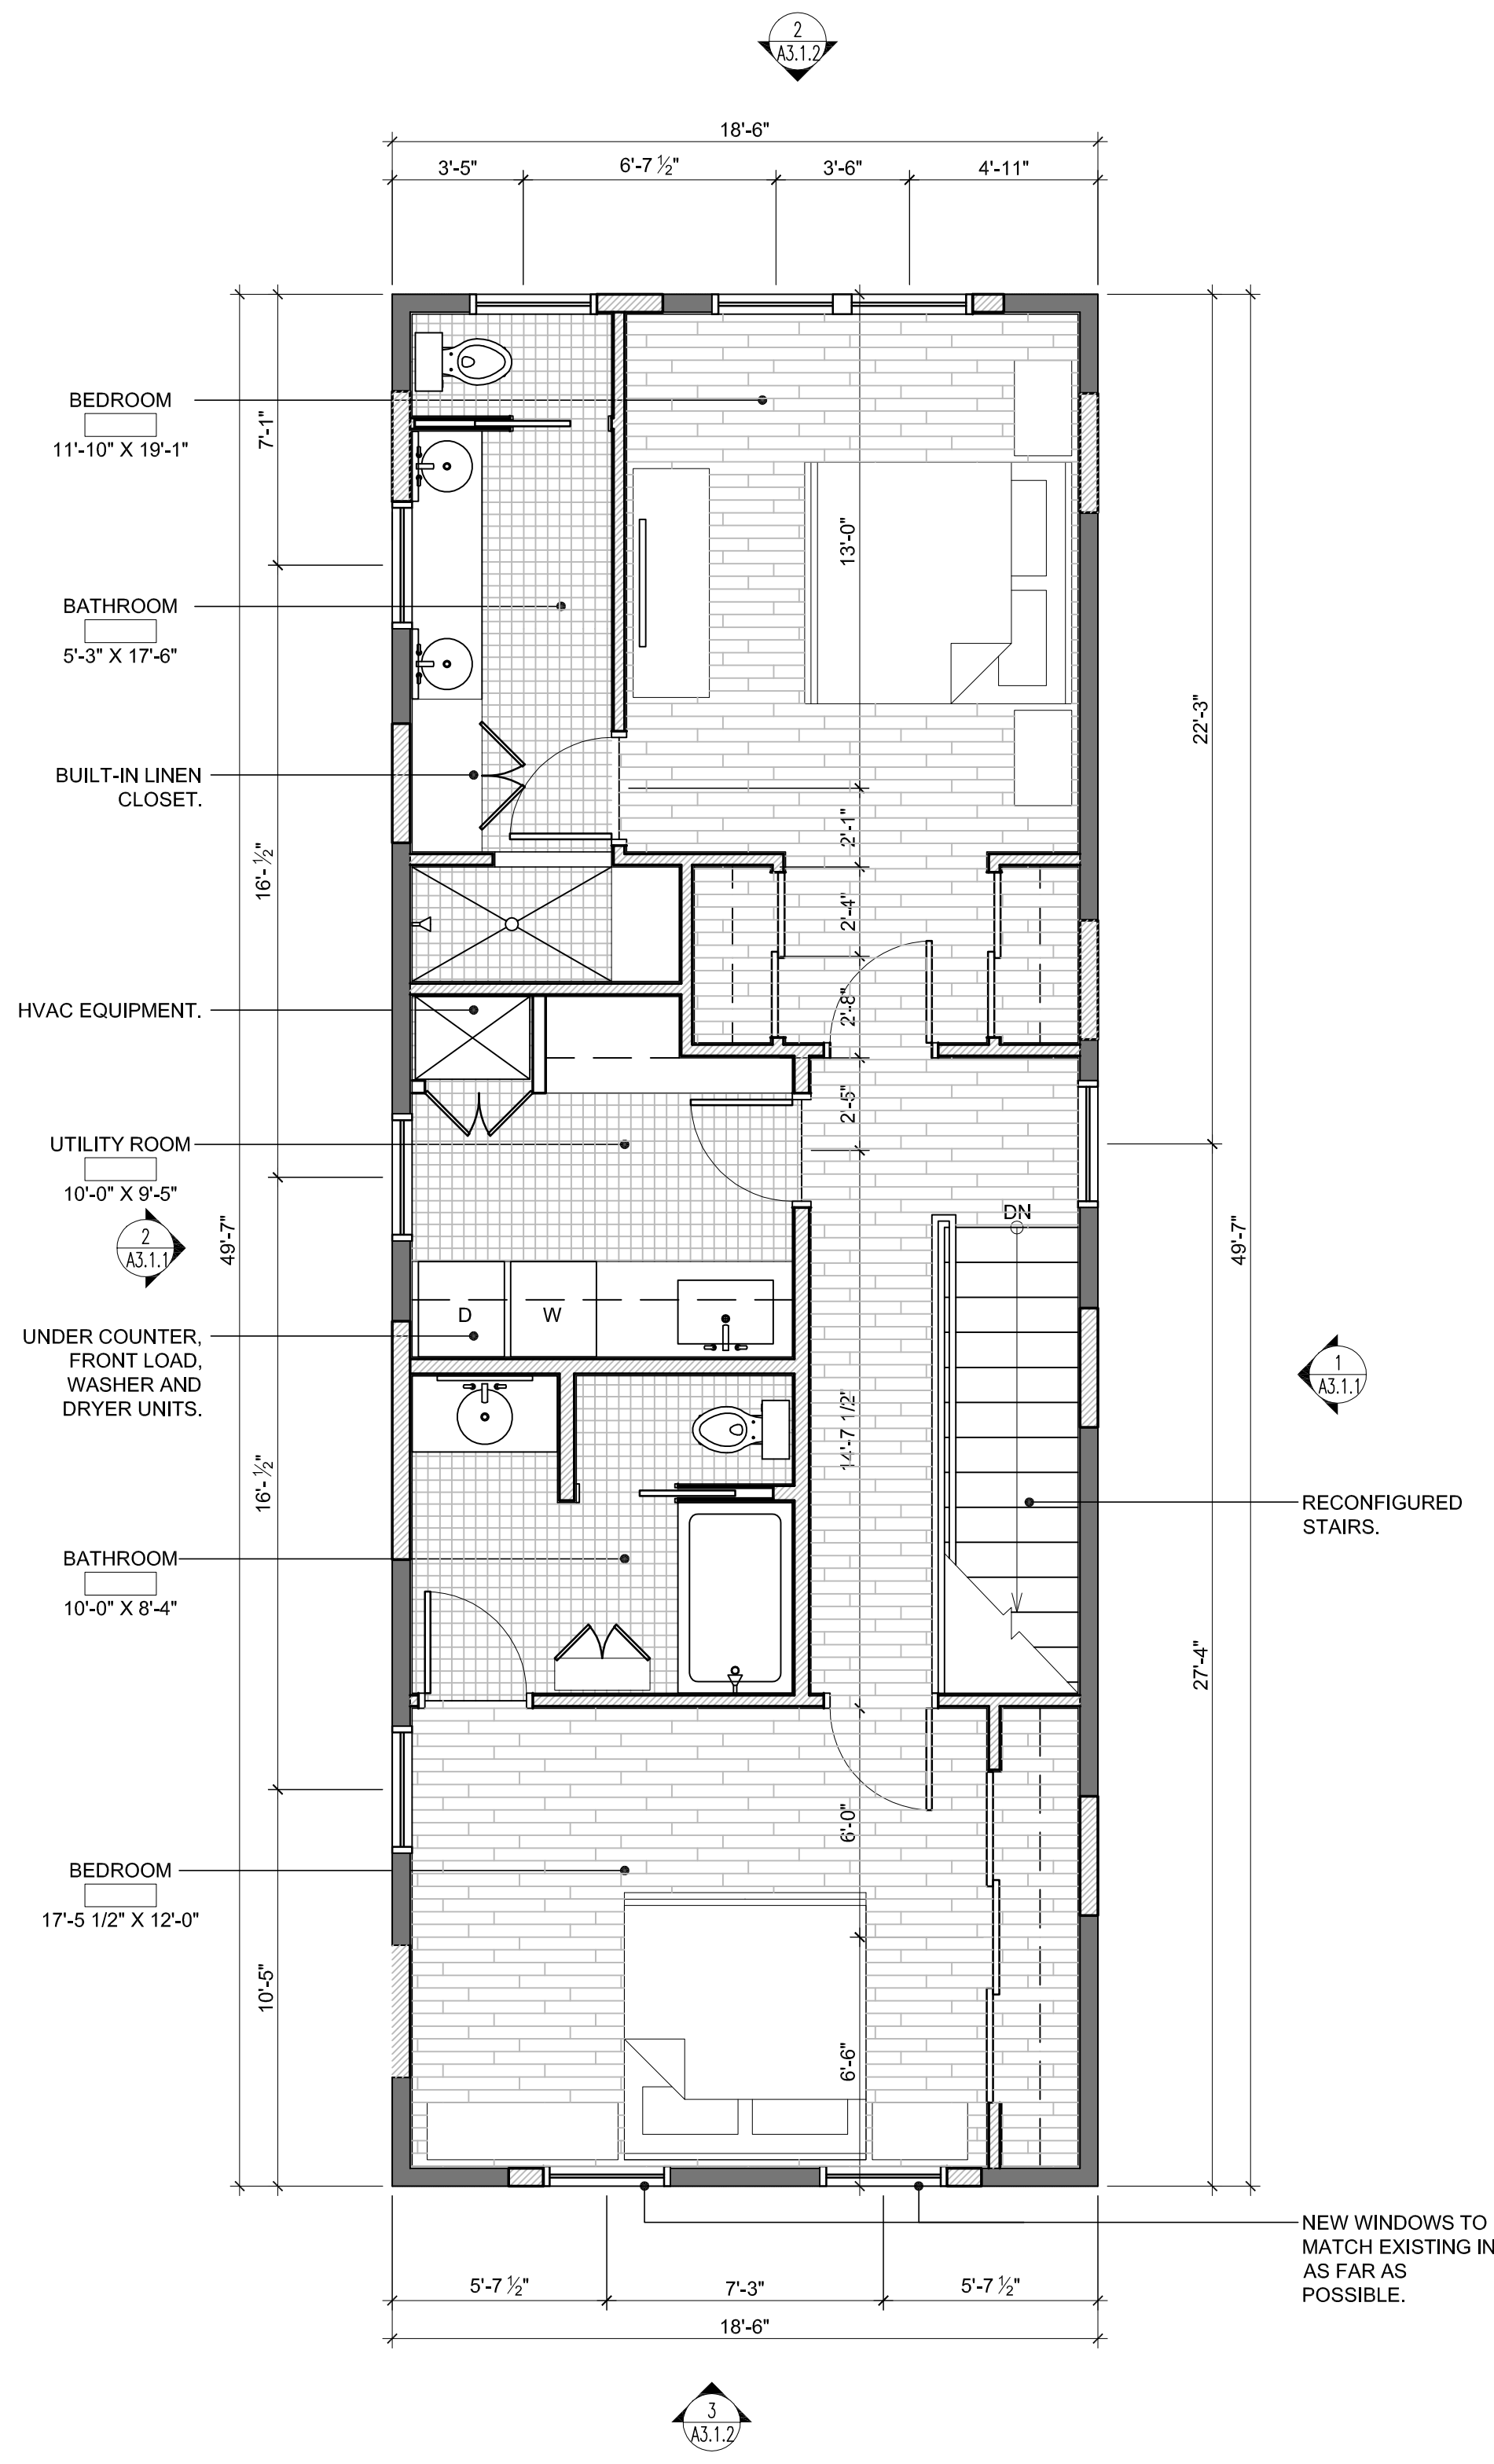 2
A3.1.2
18'-6"
3'-5"
6'-7 ½"
3'-6"
4'-11"
BEDROOM
11'-10" X 19'-1"
7'-1"
13'-0"
BATHROOM
5'-3" X 17'-6"
22'-3"
BUILT-IN LINEN
CLOSET.
2'-1"
16'-½"
2'-4"
HVAC EQUIPMENT.
2'-8"
2'-5"
UTILITY ROOM
10'-0" X 9'-5"
DN
2
A3.1.1
49'-7"
49'-7"
D
W
UNDER COUNTER,
FRONT LOAD,
WASHER AND
DRYER UNITS.
1
A3.1.1
14'-7 1/2'
16'-½"
RECONFIGURED
STAIRS.
BATHROOM
10'-0" X 8'-4"
27'-4"
6'-0"
BEDROOM
17'-5 1/2" X 12'-0"
10'-5"
6'-6"
NEW WINDOWS TO
MATCH EXISTING IN
AS FAR AS
POSSIBLE.
5'-7 ½"
7'-3"
5'-7 ½"
18'-6"
3
A3.1.2